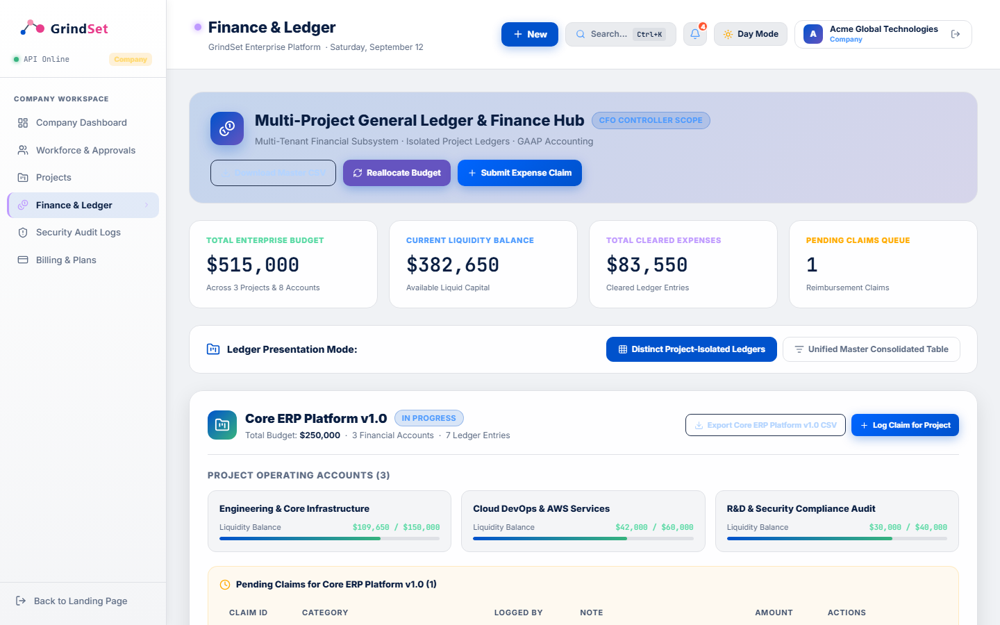 GrindSet
API Online
Company
COMPANY WORKSPACE
Company Dashboard
Workforce & Approvals
Projects
Finance & Ledger
Security Audit Logs
Billing & Plans
Back to Landing Page
Finance & Ledger
GrindSet Enterprise Platform · Saturday, September 12
New
Search... Ctrl+K
4
Day Mode
A
Acme Global Technologies
Company
Multi-Project General Ledger & Finance Hub
CFO CONTROLLER SCOPE
Multi-Tenant Financial Subsystem · Isolated Project Ledgers · GAAP Accounting
Download Master CSV
Reallocate Budget
Submit Expense Claim
TOTAL ENTERPRISE BUDGET
$515,000
Across 3 Projects & 8 Accounts
CURRENT LIQUIDITY BALANCE
$382,650
Available Liquid Capital
TOTAL CLEARED EXPENSES
$83,550
Cleared Ledger Entries
PENDING CLAIMS QUEUE
1
Reimbursement Claims
Ledger Presentation Mode:
Distinct Project-Isolated Ledgers
Unified Master Consolidated Table
Core ERP Platform v1.0
IN PROGRESS
Total Budget: $250,000 · 3 Financial Accounts · 7 Ledger Entries
Export Core ERP Platform v1.0 CSV
Log Claim for Project
PROJECT OPERATING ACCOUNTS (3)
Engineering & Core Infrastructure
Liquidity Balance $109,650 / $150,000
Cloud DevOps & AWS Services
Liquidity Balance $42,000 / $60,000
R&D & Security Compliance Audit
Liquidity Balance $30,000 / $40,000
Pending Claims for Core ERP Platform v1.0 (1)
CLAIM ID CATEGORY LOGGED BY NOTE AMOUNT ACTIONS